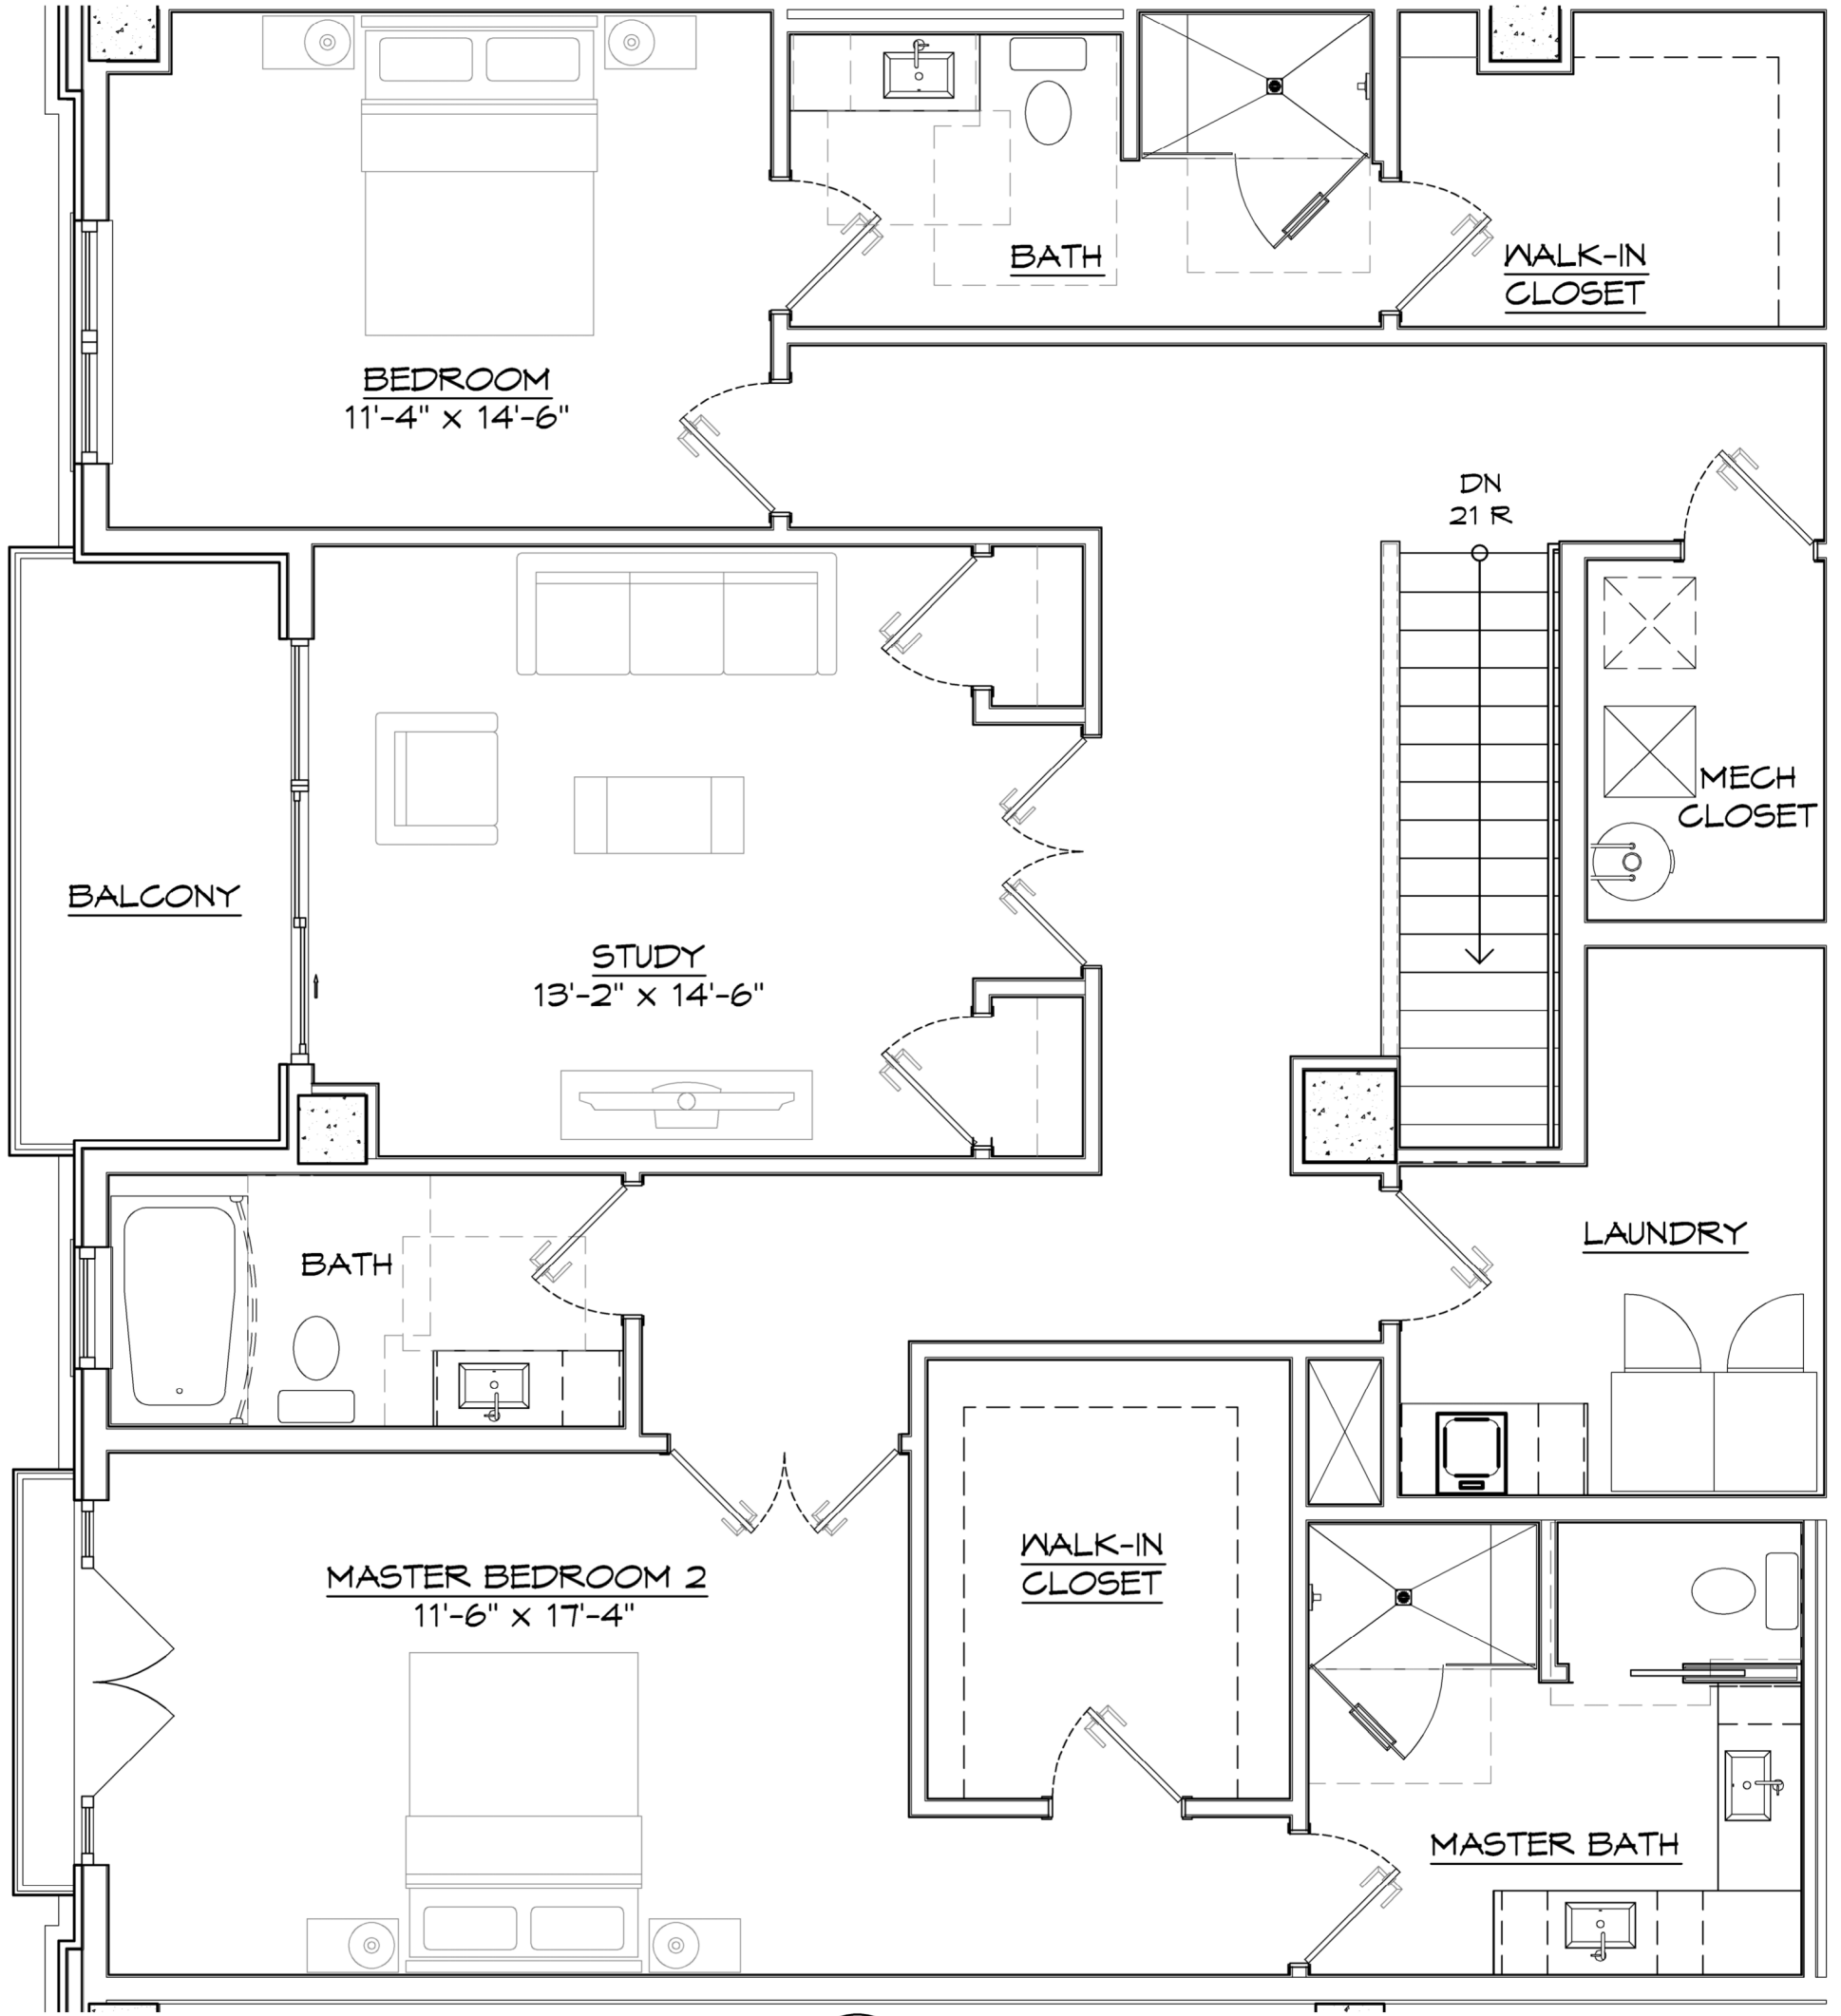 BATH
WALK-IN
CLOSET
BEDROOM
11'-4" x 14'-6"
DN
21 R
MECH
CLOSET
BALCONY
STUDY
13'-2" x 14'-6"
BATH
LAUNDRY
WALK-IN
CLOSET
MASTER BEDROOM 2
11'-6" x 17'-4"
MASTER BATH